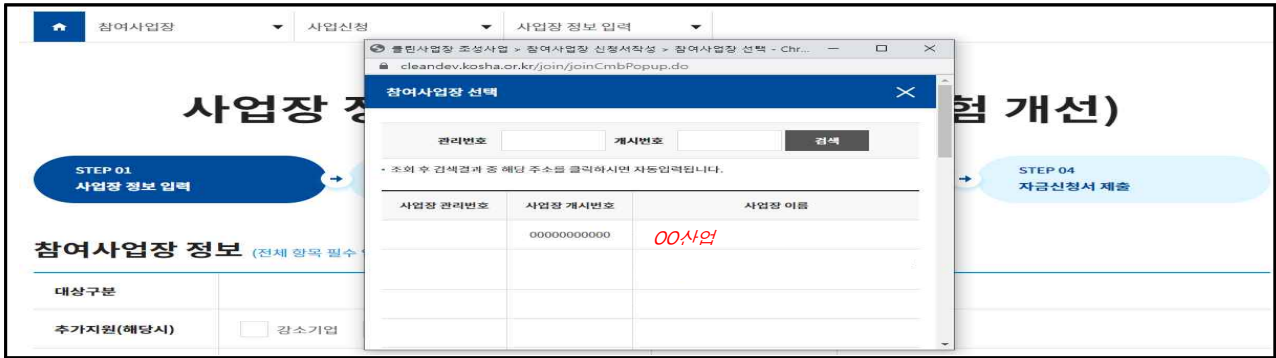 참여사업장 사업신청 사업장 정보 입력
클린사업장 조성사업 > 참여사업장 신청서작성 > 참여사업장 선택 - Chr...
cleandev.kosha.or.kr/join/joinCmbPopup.do
참여사업장 선택
사업장 험 개선)
관리번호 개시번호 검색
• 조회 후 검색결과 중 해당 주소를 클릭하시면 자동입력됩니다.
STEP 01
사업장 정보 입력
STEP 04
자금신청서 제출
사업장 관리번호 사업장 개시번호 사업장 이름
00000000000 OO사업
참여사업장 정보 (전체 항목 필수
대상구분
추가지원(해당시) 강소기업